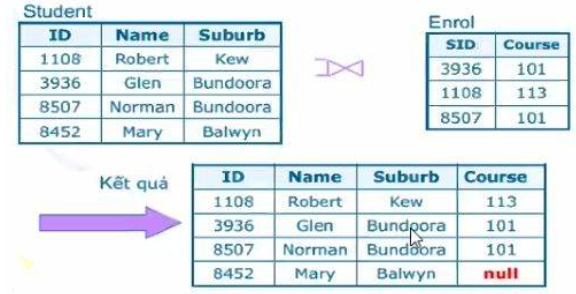 Student
ID Name Suburb
1108 Robert Kew
3936 Glen Bundoora
8507 Norman Bundoora
8452 Mary Balwyn
Enrol
SID Course
3936 101
1108 113
8507 101
Kết quả
ID Name Suburb Course
1108 Robert Kew 113
3936 Glen Bundoora 101
8507 Norman Bundoora 101
8452 Mary Balwyn null